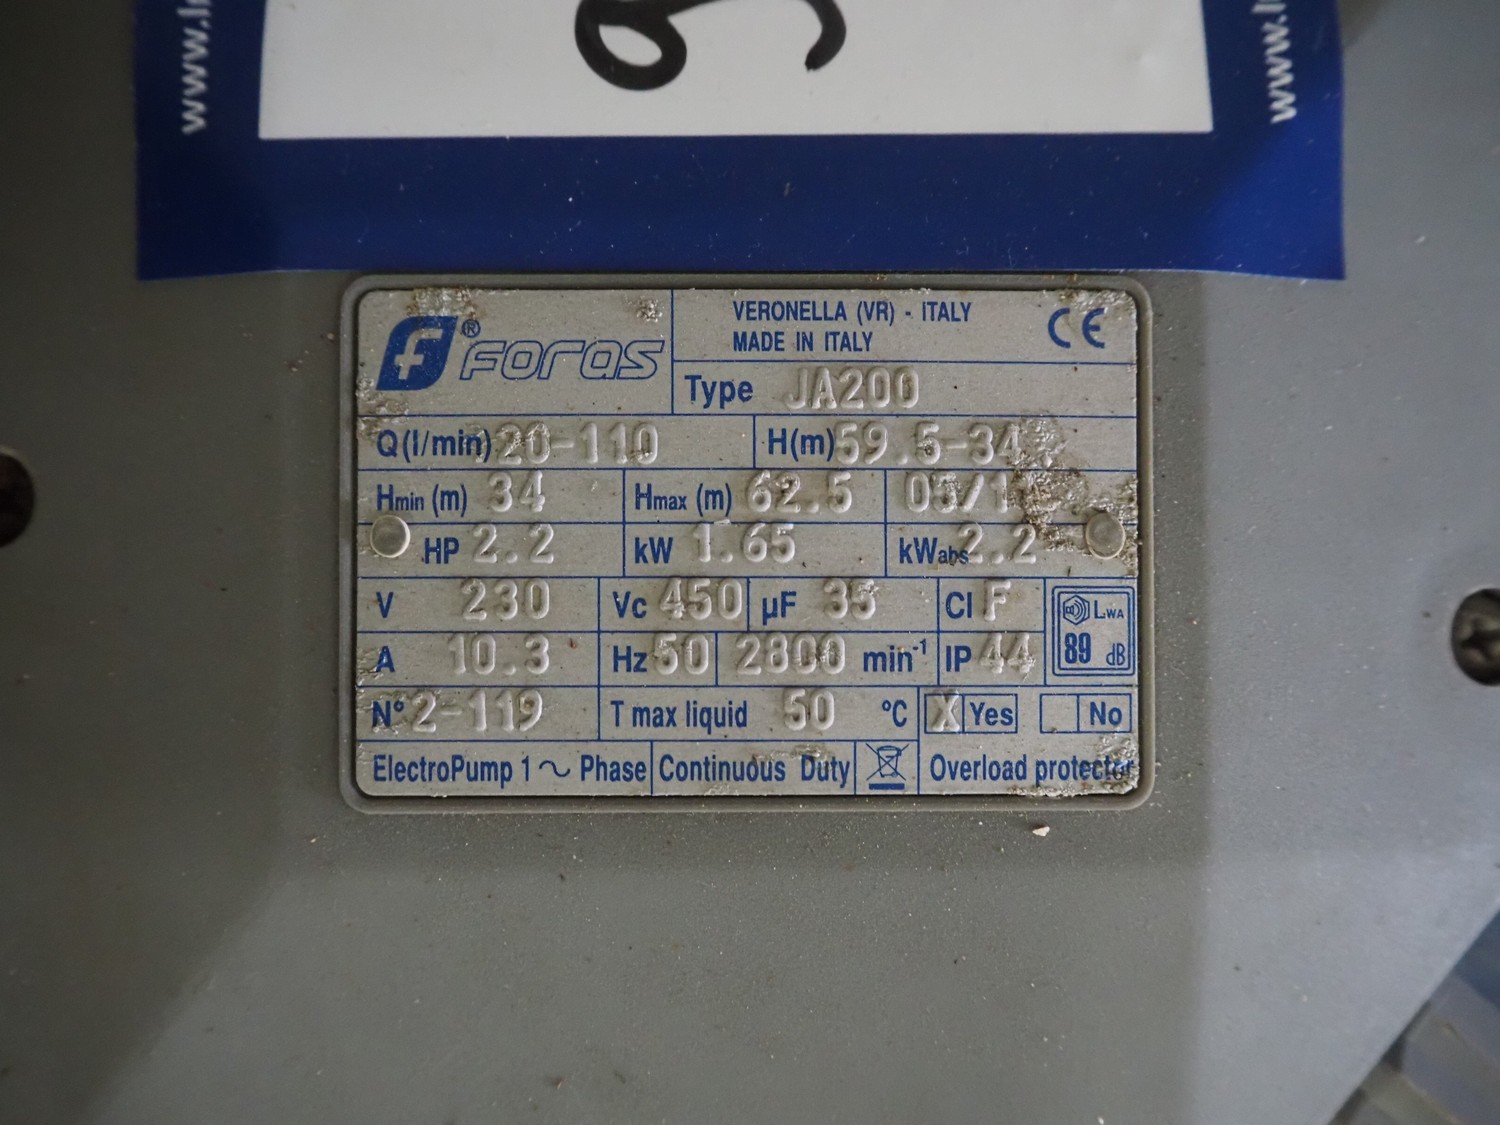 9
foras®
VERONELLA (VR) - ITALY
MADE IN ITALY
CE
Type JA200
Q(l/min) 20-110 H(m) 59.5-34
Hmin (m) 34 Hmax (m) 62.5
HP 2.2 kW 1.65 kWabs 2.2
V 230 Vc 450 µF 35 Cl F
A 10.3 Hz 50 2800 min-1 IP 44
LWA
89 dB
N° 2-119 T max liquid 50 °C X Yes No
ElectroPump 1 ~ Phase Continuous Duty Overload protector